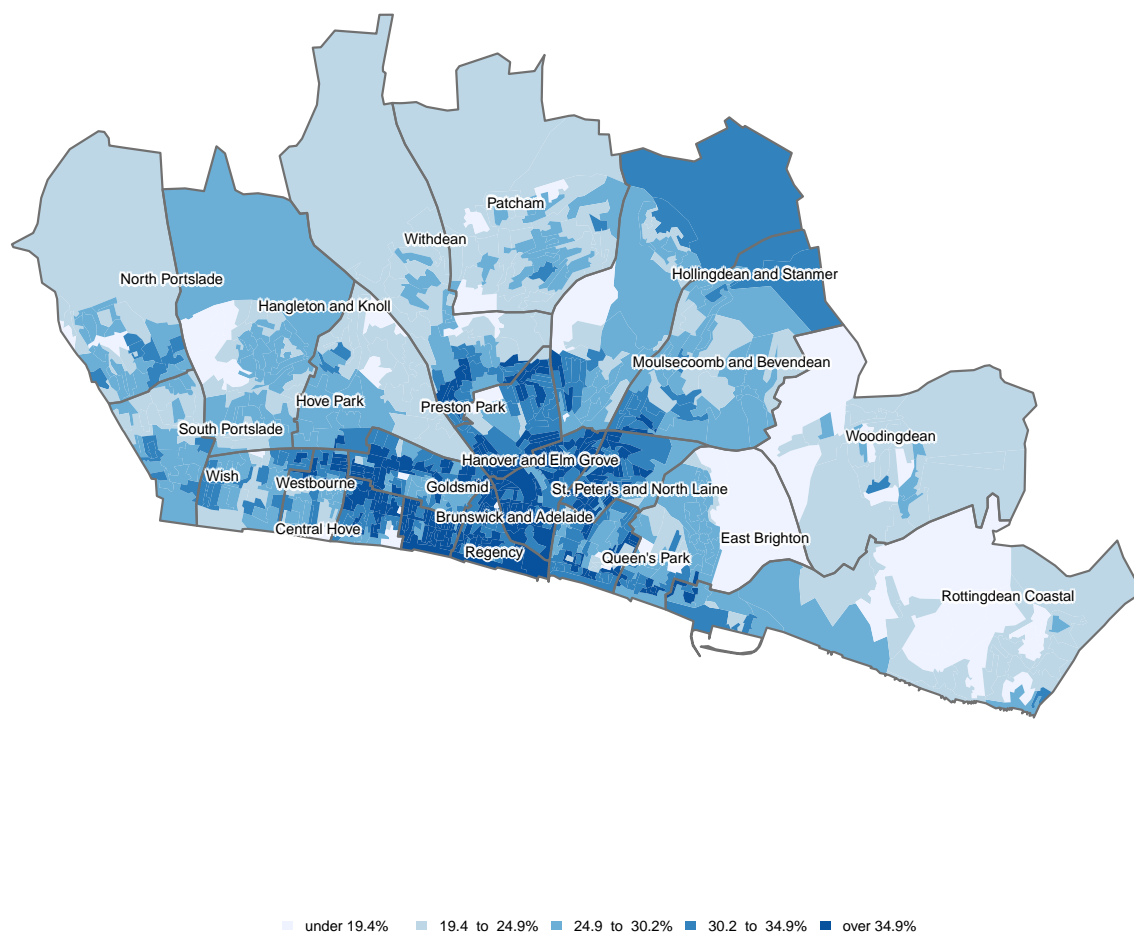 Patcham
Withdean
Hollingdean and Stanmer
North Portslade
Hangleton and Knoll
Moulsecoomb and Bevendean
Hove Park
Preston Park
South Portslade
Woodingdean
Hanover and Elm Grove
Wish
Westbourne
Goldsmid
St. Peter's and North Laine
Brunswick and Adelaide
Central Hove
East Brighton
Regency
Queen's Park
Rottingdean Coastal
under 19.4% 19.4 to 24.9% 24.9 to 30.2% 30.2 to 34.9% over 34.9%